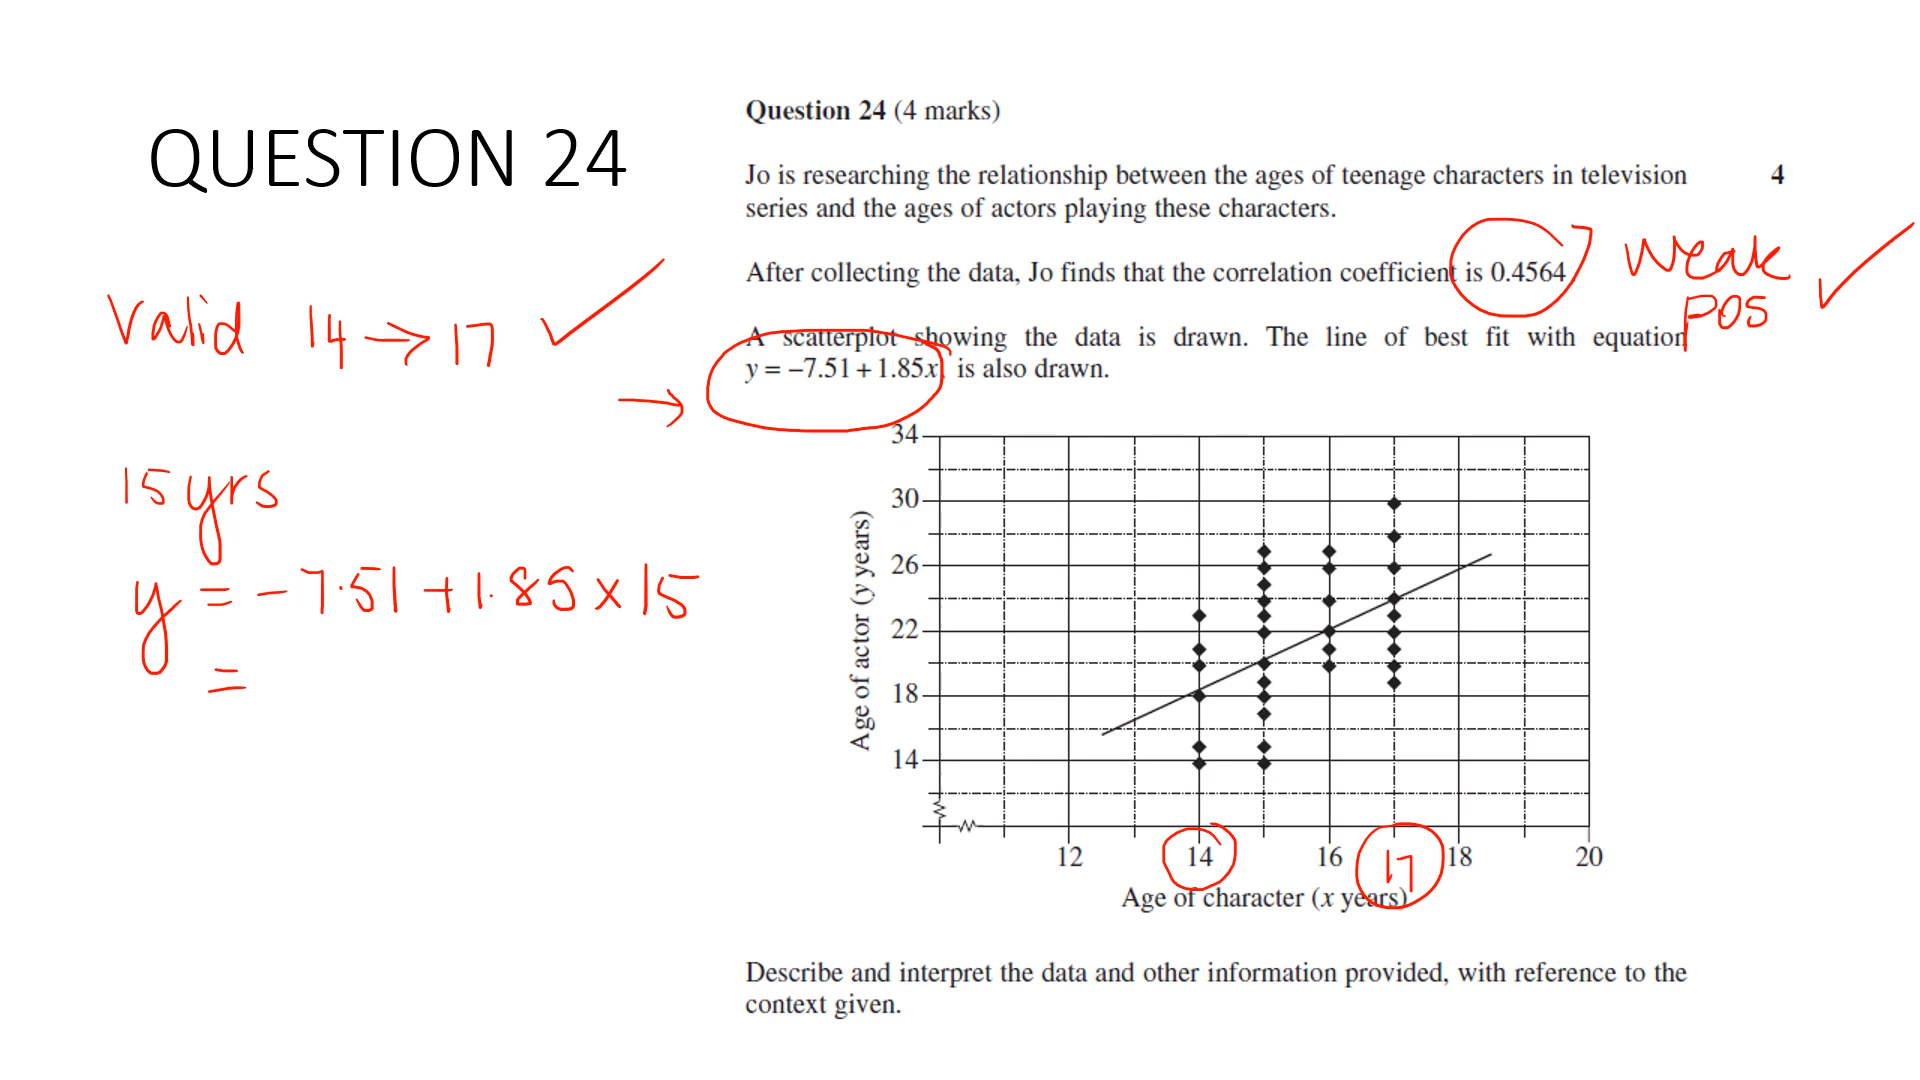 QUESTION 24
Valid 14 → 17 ✓
15 yrs
y = -7.51 + 1.85 × 15
=
Question 24 (4 marks)
Jo is researching the relationship between the ages of teenage characters in television 4
series and the ages of actors playing these characters.
After collecting the data, Jo finds that the correlation coefficient is 0.4564
Weak
POS ✓
A scatterplot showing the data is drawn. The line of best fit with equation
→ y = −7.51 + 1.85x, is also drawn.
34
30
26
22
18
14
Age of actor (y years)
12 14 16 17 18 20
Age of character (x years)
Describe and interpret the data and other information provided, with reference to the
context given.